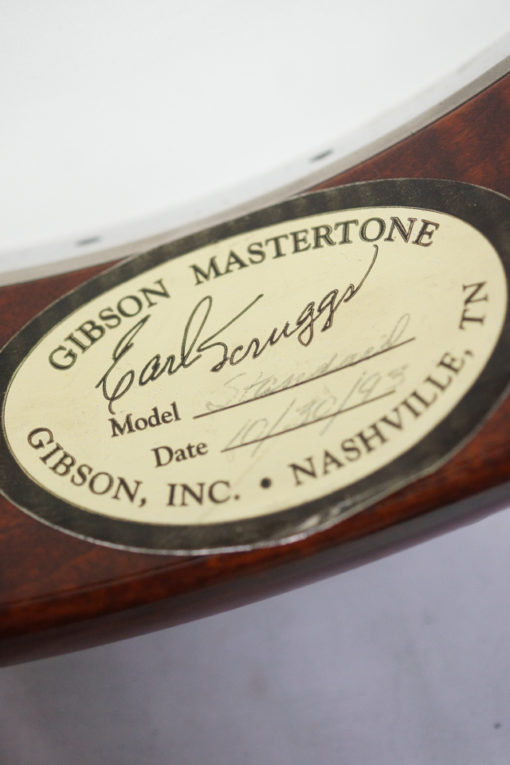 GIBSON MASTERTONE
Earl Scruggs
Model Standard
Date 10/30/93
GIBSON, INC. • NASHVILLE, TN